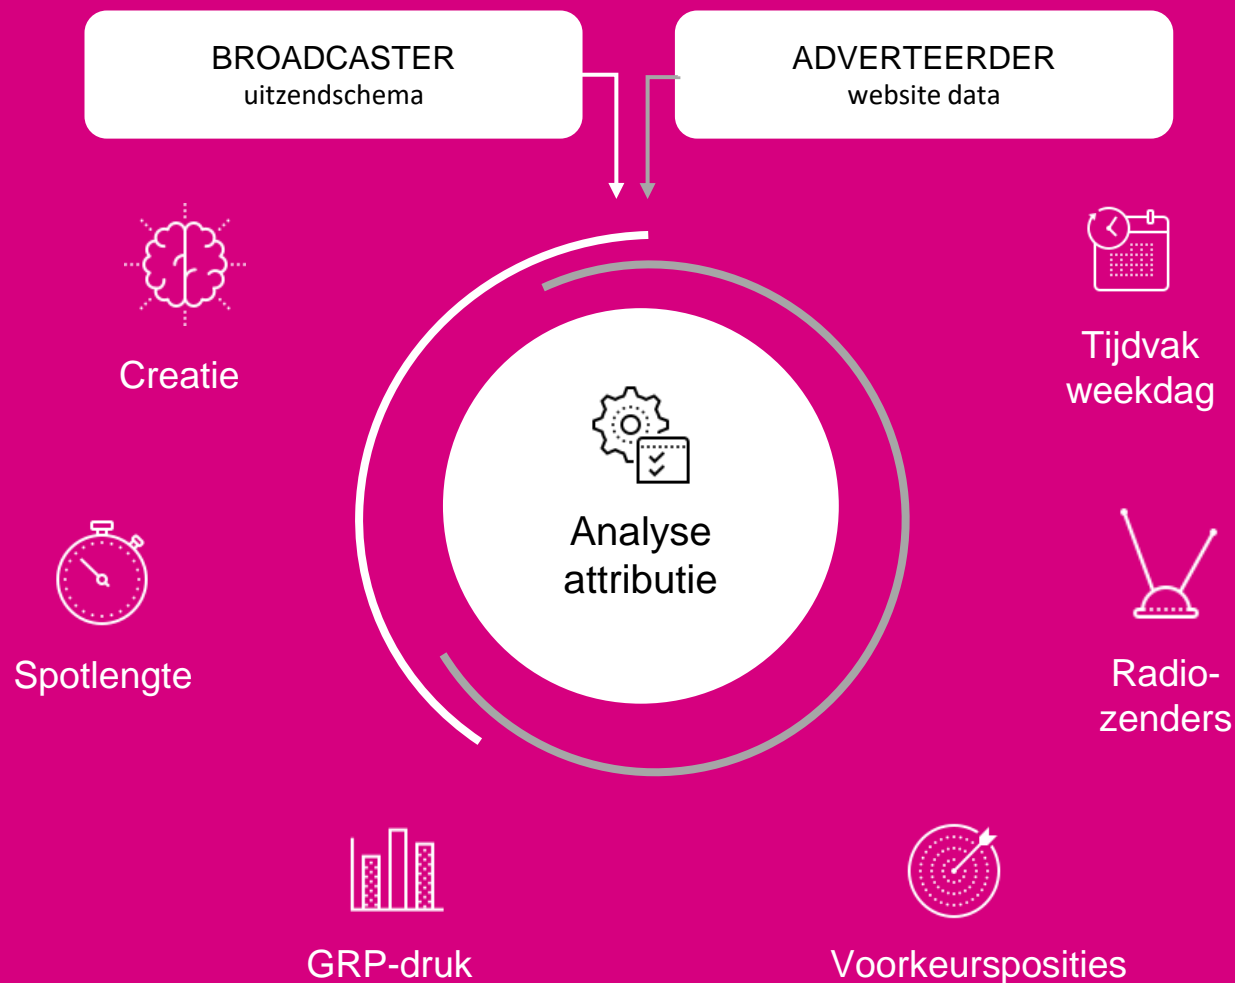 BROADCASTER
uitzendschema
ADVERTEERDER
website data
Creatie
Tijdvak
weekdag
Analyse
attributie
Spotlengte
Radio-
zenders
GRP-druk
Voorkeursposities